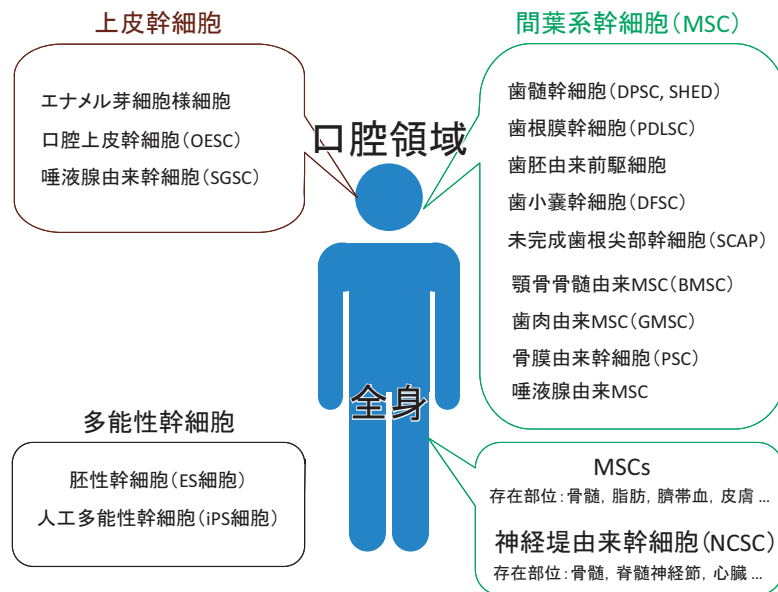 上皮幹細胞
エナメル芽細胞様細胞
口腔上皮幹細胞(OESC)
唾液腺由来幹細胞(SGSC)
口腔領域
間葉系幹細胞(MSC)
歯髄幹細胞(DPSC, SHED)
歯根膜幹細胞(PDLSC)
歯胚由来前駆細胞
歯小嚢幹細胞(DFSC)
未完成歯根尖部幹細胞(SCAP)
顎骨骨髄由来MSC(BMSC)
歯肉由来MSC(GMSC)
骨膜由来幹細胞(PSC)
唾液腺由来MSC
全身
多能性幹細胞
胚性幹細胞(ES細胞)
人工多能性幹細胞(iPS細胞)
MSCs
存在部位:骨髄, 脂肪, 臍帯血, 皮膚 ...
神経堤由来幹細胞(NCSC)
存在部位:骨髄, 脊髄神経節, 心臓 ...